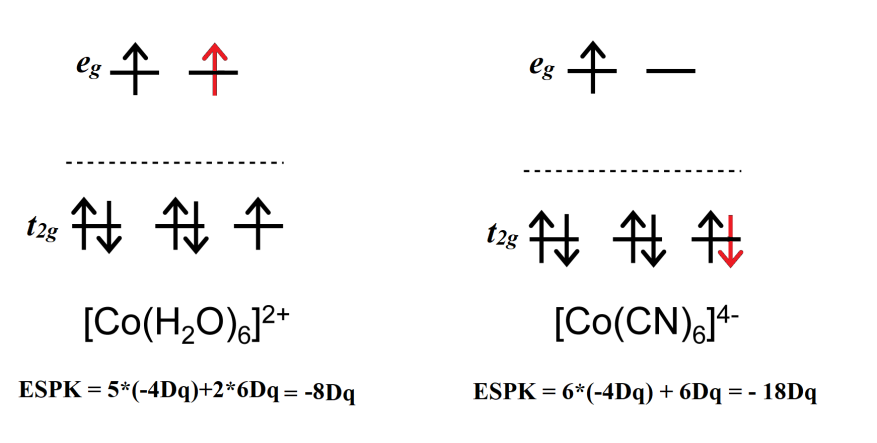 eg
eg
t2g
t2g
[Co(H2O)6]2+
[Co(CN)6]4-
ESPK = 5*(-4Dq)+2*6Dq = -8Dq
ESPK = 6*(-4Dq) + 6Dq = - 18Dq